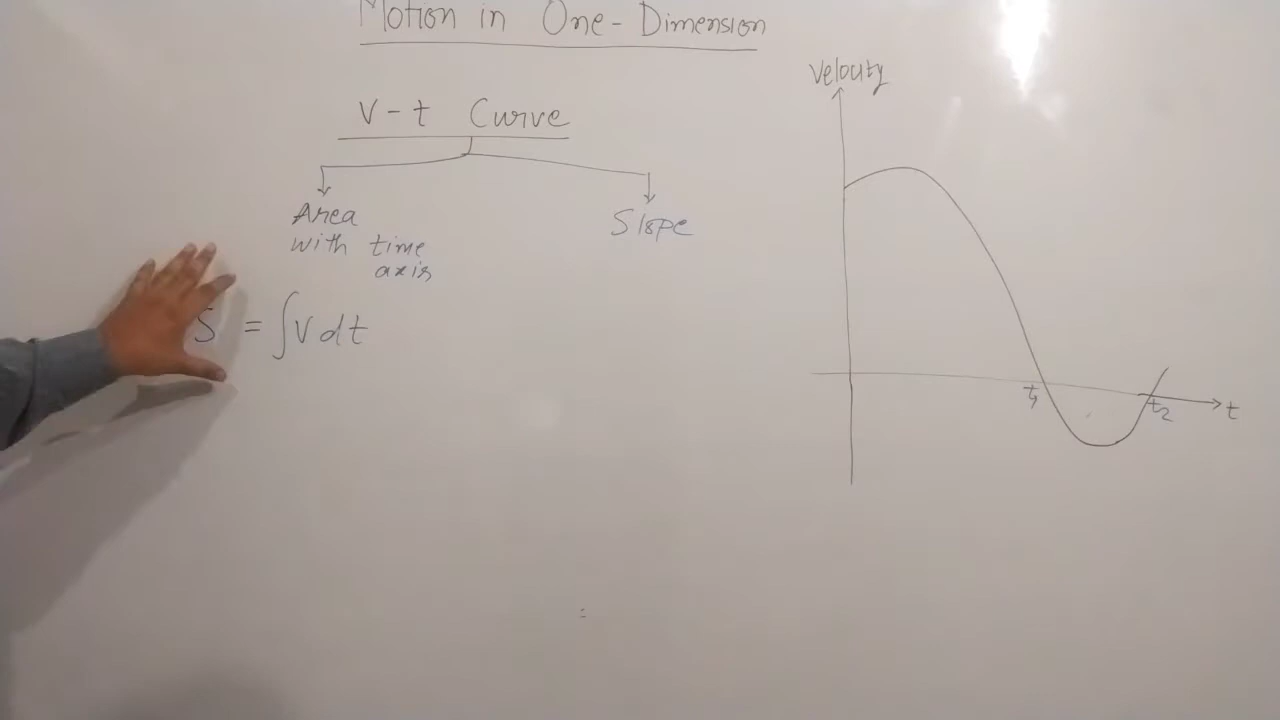 Motion in One-Dimension
V-t Curve
Area
with time
axis
Slope
S = ∫v dt
Velocity
t₁
t₂
t